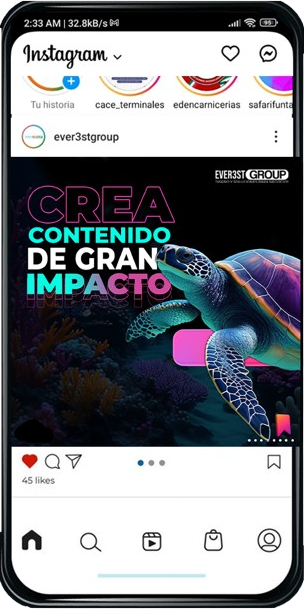 2:33 AM | 32.8kB/s
95
Instagram
Tu historia
cace_terminales
edencarnicerias
safarifunta
ever3stgroup
EVER3ST GROUP
CREA
CONTENIDO
DE GRAN
IMPACTO
45 likes